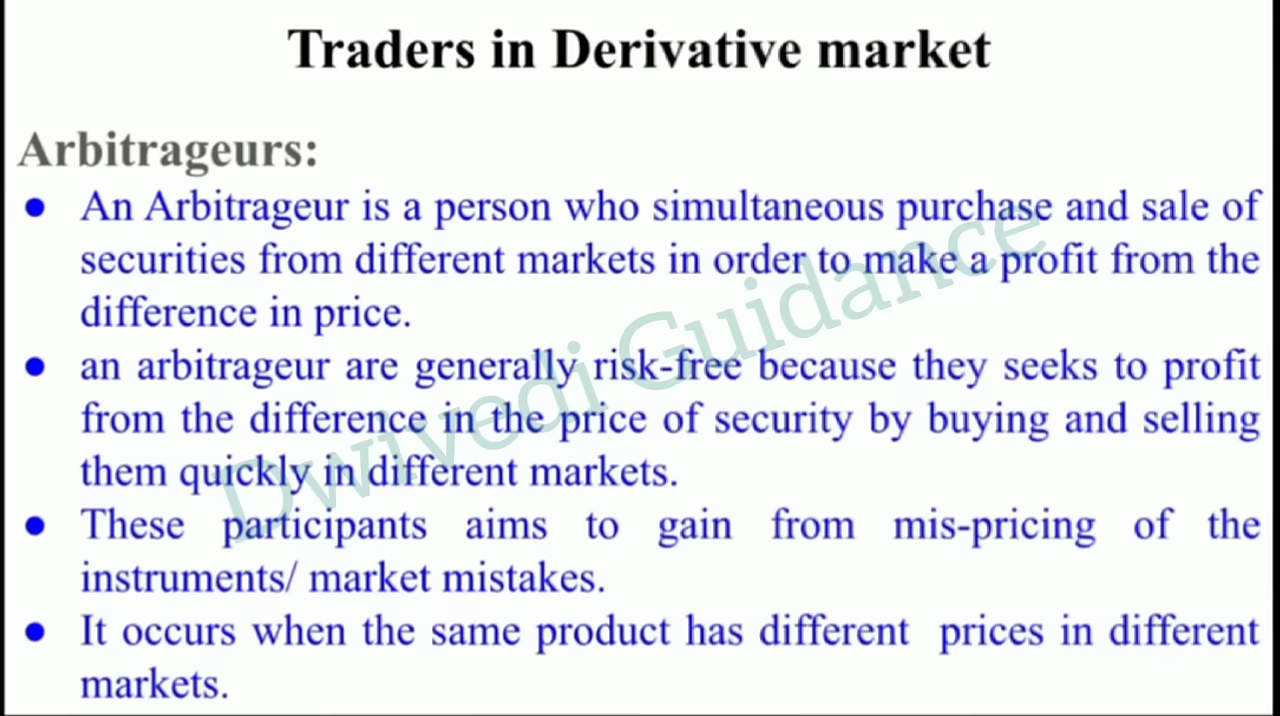 Traders in Derivative market
Arbitrageurs:
● An Arbitrageur is a person who simultaneous purchase and sale of
securities from different markets in order to make a profit from the
difference in price.
● an arbitrageur are generally risk-free because they seeks to profit
from the difference in the price of security by buying and selling
them quickly in different markets.
● These participants aims to gain from mis-pricing of the
instruments/ market mistakes.
● It occurs when the same product has different prices in different
markets.
Dwivedi Guidance